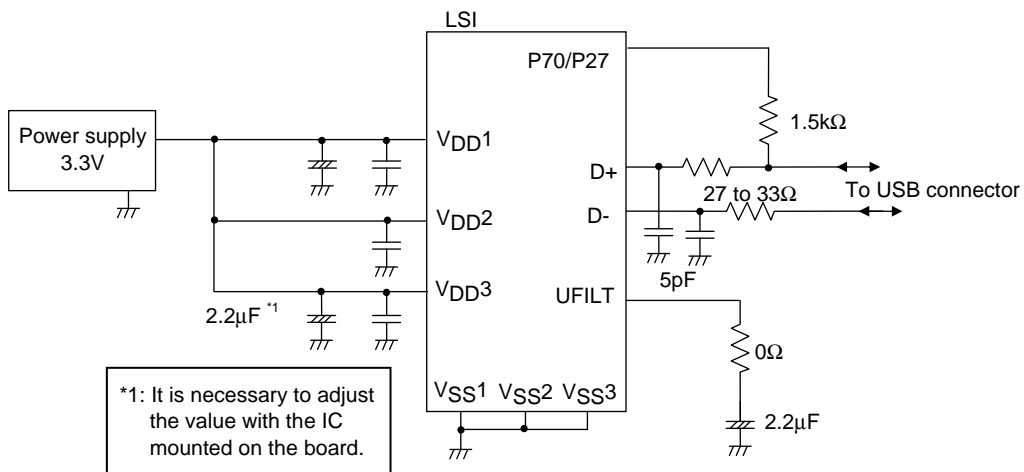 LSI
P70/P27
Power supply
3.3V
VDD1
1.5kΩ
D+
27 to 33Ω
To USB connector
VDD2
D-
5pF
VDD3
UFILT
2.2μF *1
0Ω
VSS1 VSS2 VSS3
2.2μF
*1: It is necessary to adjust
the value with the IC
mounted on the board.